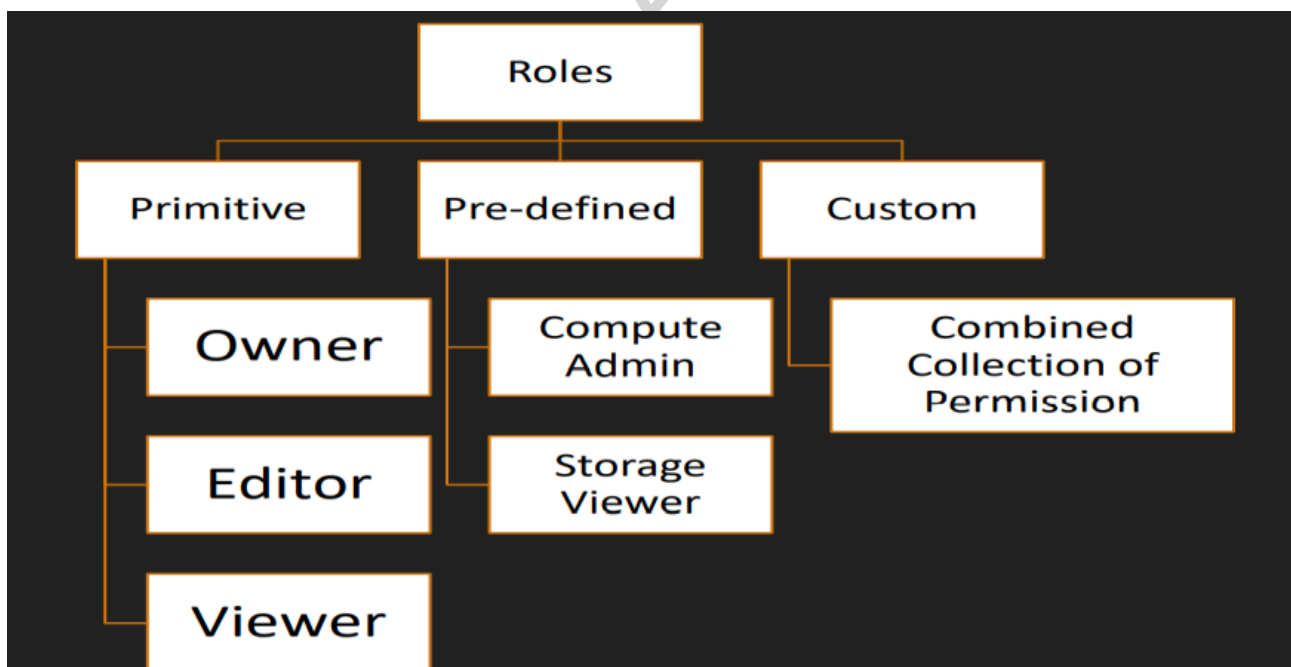 Roles
Primitive
Pre-defined
Custom
Owner
Compute
Admin
Combined
Collection of
Permission
Editor
Storage
Viewer
Viewer